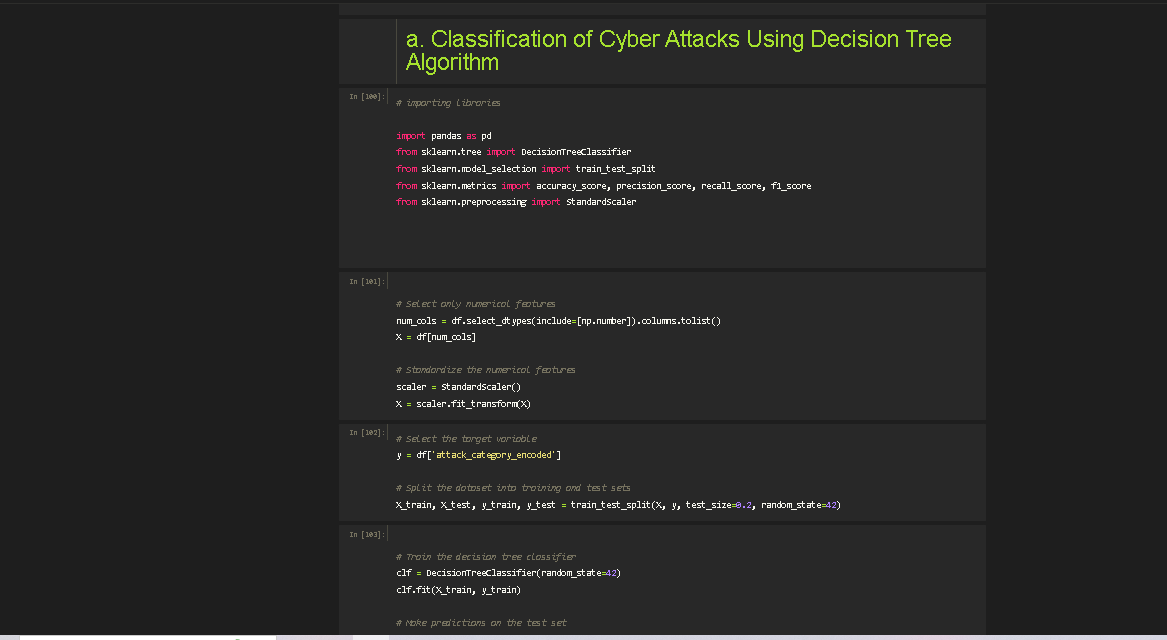 a. Classification of Cyber Attacks Using Decision Tree
Algorithm
In [100]:
# importing libraries
import pandas as pd
from sklearn.tree import DecisionTreeClassifier
from sklearn.model_selection import train_test_split
from sklearn.metrics import accuracy_score, precision_score, recall_score, f1_score
from sklearn.preprocessing import StandardScaler
In [101]:
# Select only numerical features
num_cols = df.select_dtypes(include=[np.number]).columns.tolist()
X = df[num_cols]
# Standardize the numerical features
scaler = StandardScaler()
X = scaler.fit_transform(X)
In [102]:
# Select the target variable
y = df['attack_category_encoded']
# Split the dataset into training and test sets
X_train, X_test, y_train, y_test = train_test_split(X, y, test_size=0.2, random_state=42)
In [103]:
# Train the decision tree classifier
clf = DecisionTreeClassifier(random_state=42)
clf.fit(X_train, y_train)
# Make predictions on the test set